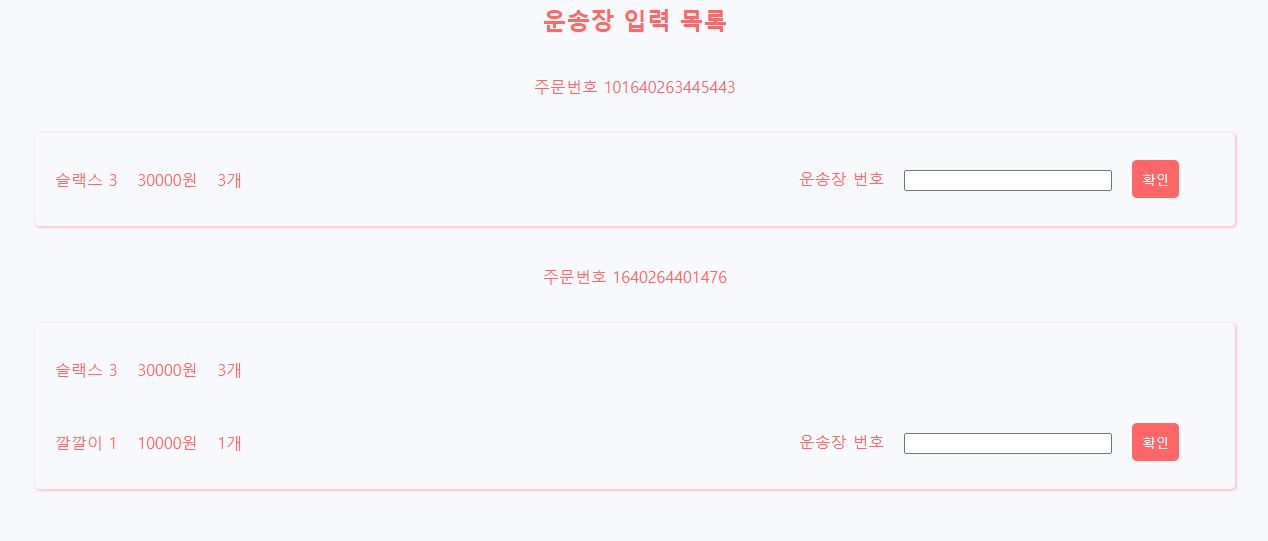 운송장 입력 목록
주문번호 101640263445443
슬랙스 3 30000원 3개 운송장 번호 확인
주문번호 1640264401476
슬랙스 3 30000원 3개
깔깔이 1 10000원 1개 운송장 번호 확인